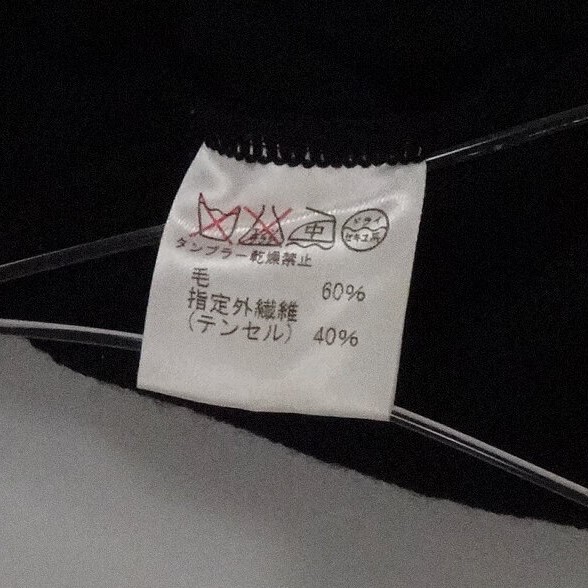 中 ドライ セキユ系
タンブラー乾燥禁止
毛 60%
指定外繊維
(テンセル) 40%